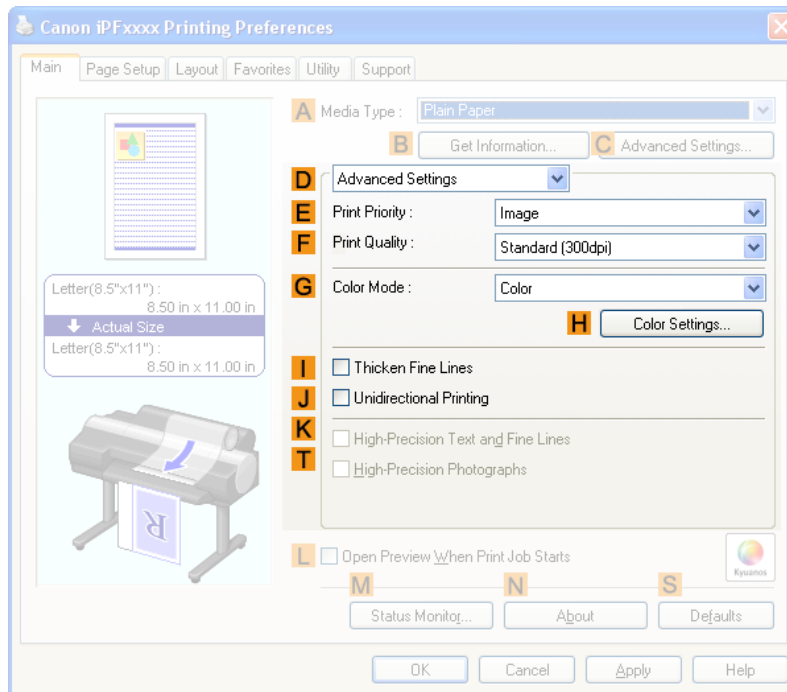 Canon iPFxxxx Printing Preferences
Main Page Setup Layout Favorites Utility Support
A Media Type : Plain Paper
B Get Information... C Advanced Settings...
D Advanced Settings
E Print Priority : Image
F Print Quality : Standard (300dpi)
Letter(8.5"x11") :
8.50 in x 11.00 in
Actual Size
Letter(8.5"x11") :
8.50 in x 11.00 in
G Color Mode : Color
H Color Settings...
I Thicken Fine Lines
J Unidirectional Printing
K High-Precision Text and Fine Lines
T High-Precision Photographs
R
L Open Preview When Print Job Starts
Kyuanos
M N S
Status Monitor... About Defaults
OK Cancel Apply Help